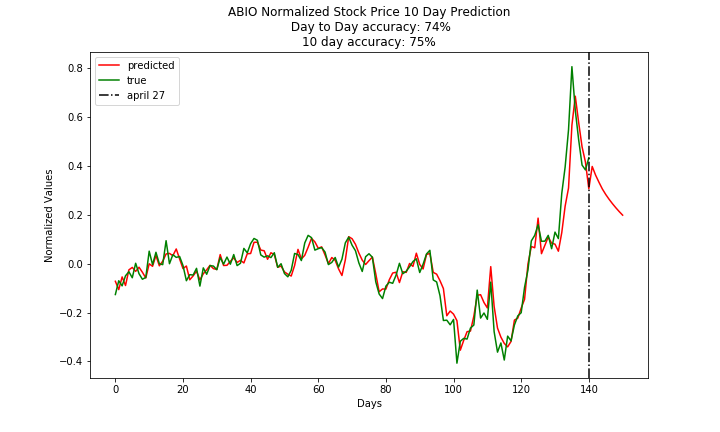 ABIO Normalized Stock Price 10 Day Prediction
Day to Day accuracy: 74%
10 day accuracy: 75%
predicted
true
april 27
0.8
0.6
0.4
0.2
0.0
−0.2
−0.4
Normalized Values
0 20 40 60 80 100 120 140
Days